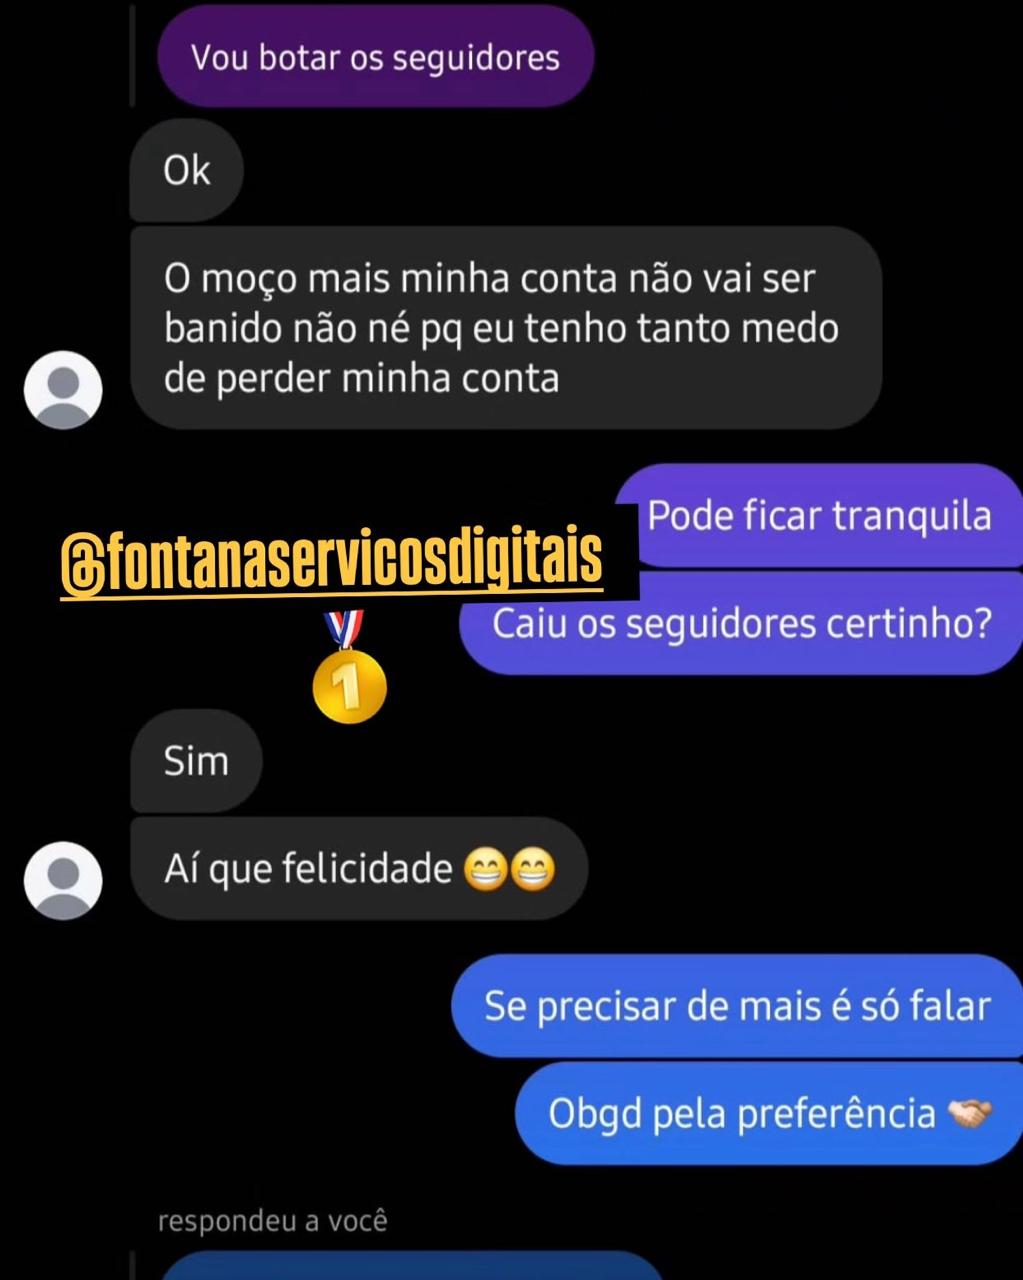 Vou botar os seguidores
Ok
O moço mais minha conta não vai ser
banido não né pq eu tenho tanto medo
de perder minha conta
Pode ficar tranquila
@fontanaservicosdigitais
Caiu os seguidores certinho?
1
Sim
Aí que felicidade 😁😁
Se precisar de mais é só falar
Obgd pela preferência 🤝
respondeu a você